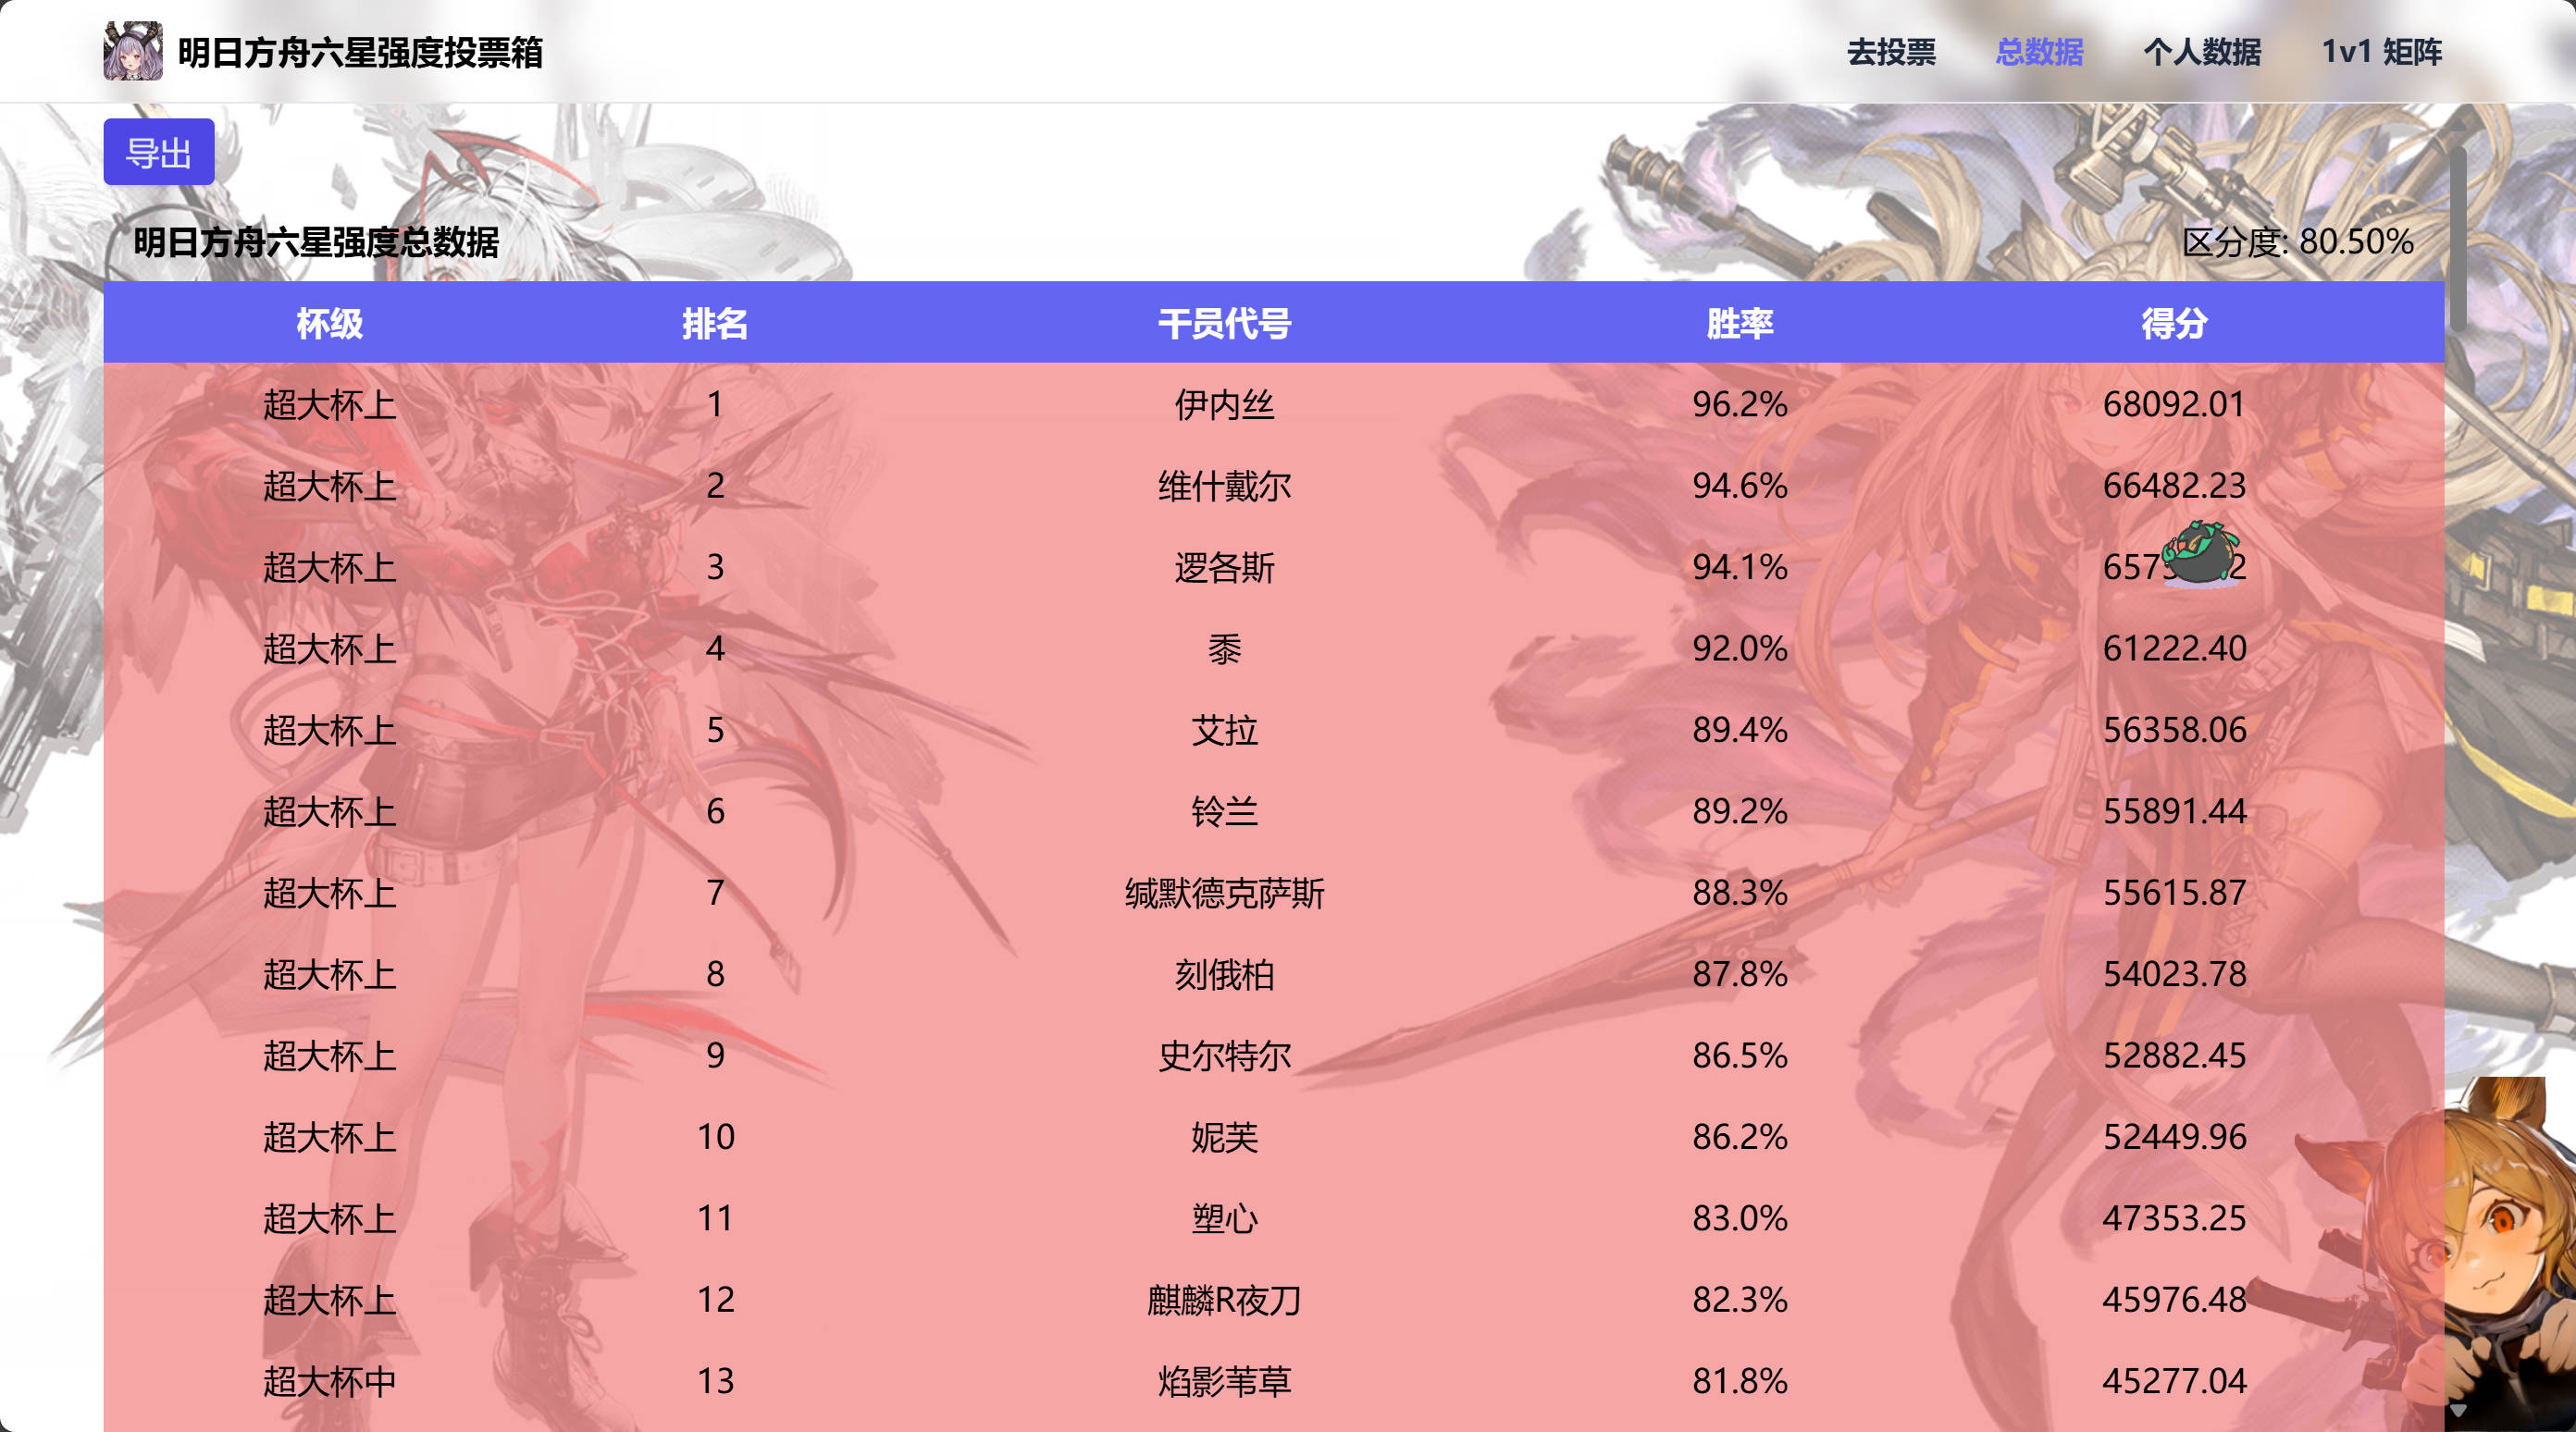 明日方舟六星强度投票箱 去投票 总数据 个人数据 1v1 矩阵
导出
明日方舟六星强度总数据 区分度: 80.50%
杯级 排名 干员代号 胜率 得分
超大杯上 1 伊内丝 96.2% 68092.01
超大杯上 2 维什戴尔 94.6% 66482.23
超大杯上 3 逻各斯 94.1%
超大杯上 4 黍 92.0% 61222.40
超大杯上 5 艾拉 89.4% 56358.06
超大杯上 6 铃兰 89.2% 55891.44
超大杯上 7 缄默德克萨斯 88.3% 55615.87
超大杯上 8 刻俄柏 87.8% 54023.78
超大杯上 9 史尔特尔 86.5% 52882.45
超大杯上 10 妮芙 86.2% 52449.96
超大杯上 11 塑心 83.0% 47353.25
超大杯上 12 麒麟R夜刀 82.3% 45976.48
超大杯中 13 焰影苇草 81.8% 45277.04